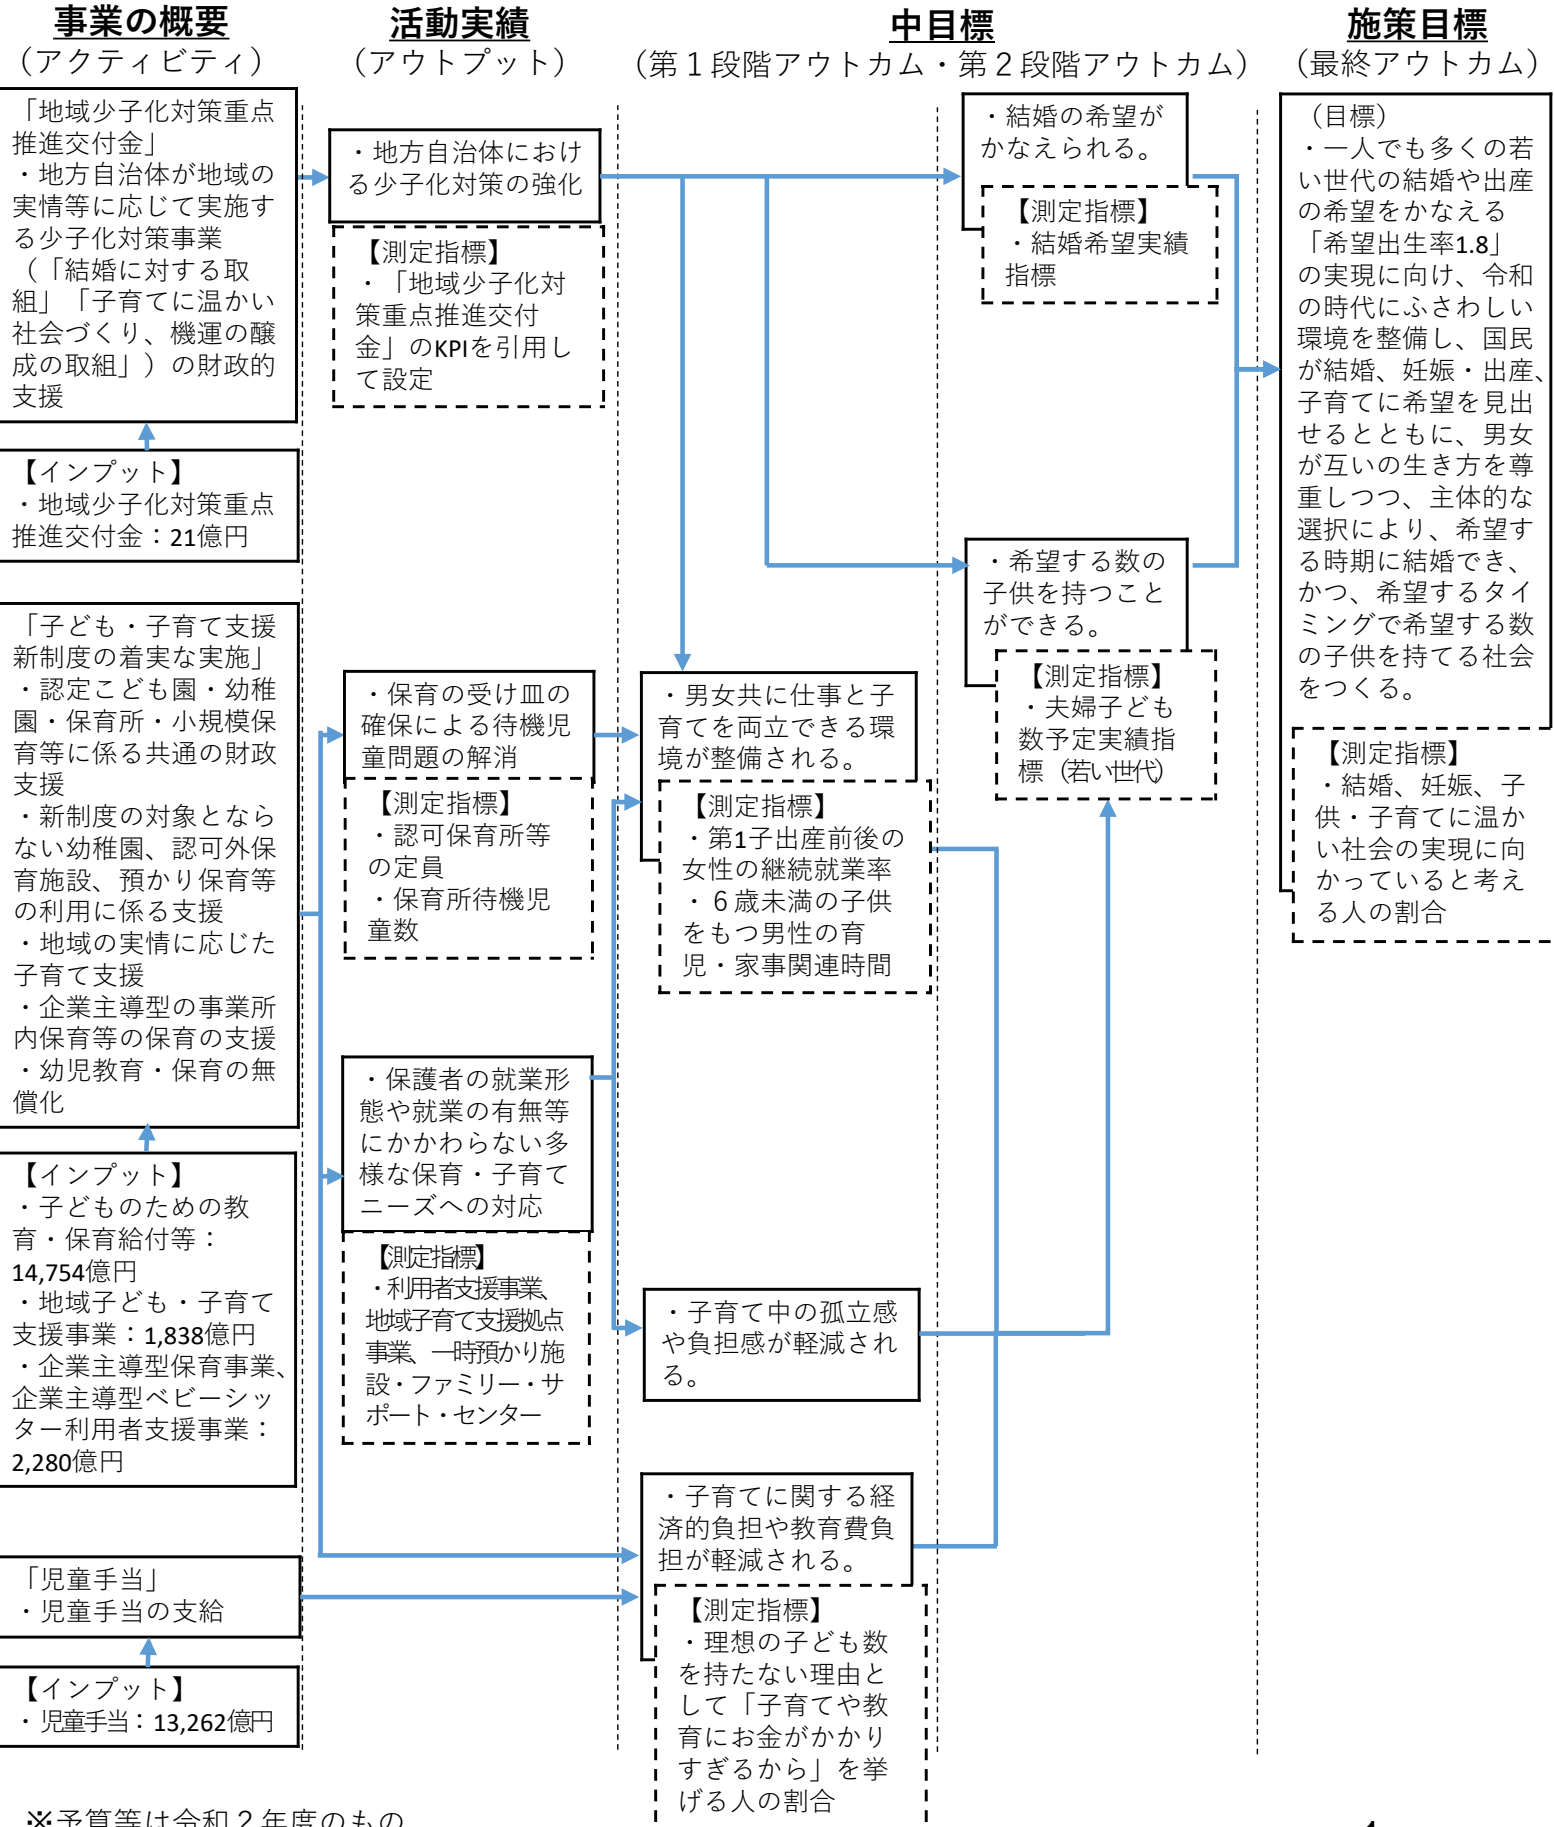 事業の概要
（アクティビティ）
「地域少子化対策重点
推進交付金」
・地方自治体が地域の
実情等に応じて実施す
る少子化対策事業
（「結婚に対する取
組」「子育てに温かい
社会づくり、機運の醸
成の取組」）の財政的
支援
【インプット】
・地域少子化対策重点
推進交付金：21億円
「子ども・子育て支援
新制度の着実な実施」
・認定こども園・幼稚
園・保育所・小規模保
育等に係る共通の財政
支援
・新制度の対象となら
ない幼稚園、認可外保
育施設、預かり保育等
の利用に係る支援
・地域の実情に応じた
子育て支援
・企業主導型の事業所
内保育等の保育の支援
・幼児教育・保育の無
償化
【インプット】
・子どものための教
育・保育給付等：
14,754億円
・地域子ども・子育て
支援事業：1,838億円
・企業主導型保育事業、
企業主導型ベビーシッ
ター利用者支援事業：
2,280億円
「児童手当」
・児童手当の支給
【インプット】
・児童手当：13,262億円
活動実績
（アウトプット）
・地方自治体におけ
る少子化対策の強化
【測定指標】
・「地域少子化対
策重点推進交付
金」のKPIを引用し
て設定
・保育の受け皿の
確保による待機児
童問題の解消
【測定指標】
・認可保育所等
の定員
・保育所待機児
童数
・保護者の就業形
態や就業の有無等
にかかわらない多
様な保育・子育て
ニーズへの対応
【測定指標】
・利用者支援事業、
地域子育て支援拠点
事業、一時預かり施
設・ファミリー・サ
ポート・センター
中目標
（第１段階アウトカム・第２段階アウトカム）
・男女共に仕事と子
育てを両立できる環
境が整備される。
【測定指標】
・第1子出産前後の
女性の継続就業率
・６歳未満の子供
をもつ男性の育
児・家事関連時間
・子育て中の孤立感
や負担感が軽減され
る。
・子育てに関する経
済的負担や教育費負
担が軽減される。
【測定指標】
・理想の子ども数
を持たない理由と
して「子育てや教
育にお金がかかり
すぎるから」を挙
げる人の割合
・結婚の希望が
かなえられる。
【測定指標】
・結婚希望実績
指標
・希望する数の
子供を持つこと
ができる。
【測定指標】
・夫婦子ども
数予定実績指
標（若い世代）
施策目標
（最終アウトカム）
（目標）
・一人でも多くの若
い世代の結婚や出産
の希望をかなえる
「希望出生率1.8」
の実現に向け、令和
の時代にふさわしい
環境を整備し、国民
が結婚、妊娠・出産、
子育てに希望を見出
せるとともに、男女
が互いの生き方を尊
重しつつ、主体的な
選択により、希望す
る時期に結婚でき、
かつ、希望するタイ
ミングで希望する数
の子供を持てる社会
をつくる。
【測定指標】
・結婚、妊娠、子
供・子育てに温か
い社会の実現に向
かっていると考え
る人の割合
※予算等は令和２年度のもの